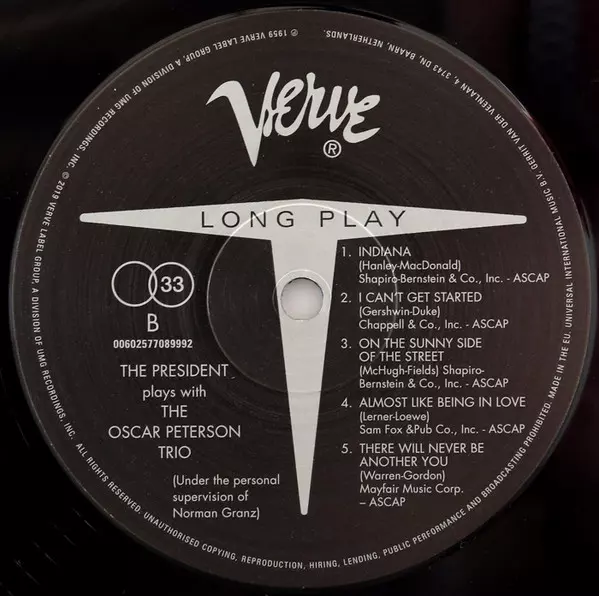 Verve
®
LONG PLAY
33
B
00602577089992
THE PRESIDENT
plays with
THE
OSCAR PETERSON
TRIO
(Under the personal
supervision of
Norman Granz)
1. INDIANA
(Hanley-MacDonald)
Shapiro-Bernstein & Co., Inc. - ASCAP
2. I CAN'T GET STARTED
(Gershwin-Duke)
Chappell & Co., Inc. - ASCAP
3. ON THE SUNNY SIDE
OF THE STREET
(McHugh-Fields) Shapiro-
Bernstein & Co., Inc. - ASCAP
4. ALMOST LIKE BEING IN LOVE
(Lerner-Loewe)
Sam Fox &Pub Co., Inc. - ASCAP
5. THERE WILL NEVER BE
ANOTHER YOU
(Warren-Gordon)
Mayfair Music Corp.
– ASCAP
℗ 1959 VERVE LABEL GROUP, A DIVISION OF UMG RECORDINGS, INC. © 2019 VERVE LABEL GROUP, A DIVISION OF UMG RECORDINGS, INC. ALL RIGHTS RESERVED. UNAUTHORISED COPYING, REPRODUCTION, HIRING, LENDING, PUBLIC PERFORMANCE AND BROADCASTING PROHIBITED. MADE IN THE EU. UNIVERSAL INTERNATIONAL MUSIC B.V. GERRIT VAN DER VEENLAAN 4, 3743 DN, BAARN, NETHERLANDS.